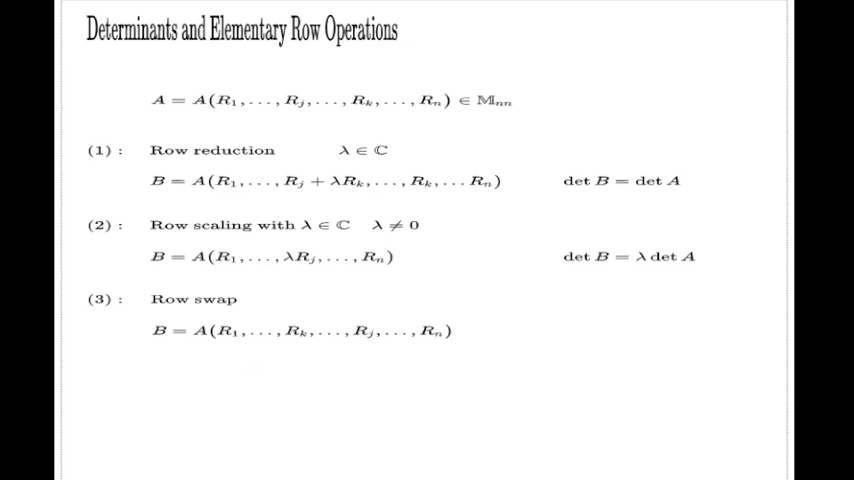 Determinants and Elementary Row Operations
A = A(R₁, . . . , Rⱼ, . . . , Rₖ, . . . , Rₙ) ∈ 𝕄ₙₙ
(1) : Row reduction λ ∈ ℂ
B = A(R₁, . . . , Rⱼ + λRₖ, . . . , Rₖ, . . . Rₙ) det B = det A
(2) : Row scaling with λ ∈ ℂ λ ≠ 0
B = A(R₁, . . . , λRⱼ, . . . , Rₙ) det B = λ det A
(3) : Row swap
B = A(R₁, . . . , Rₖ, . . . , Rⱼ, . . . , Rₙ)